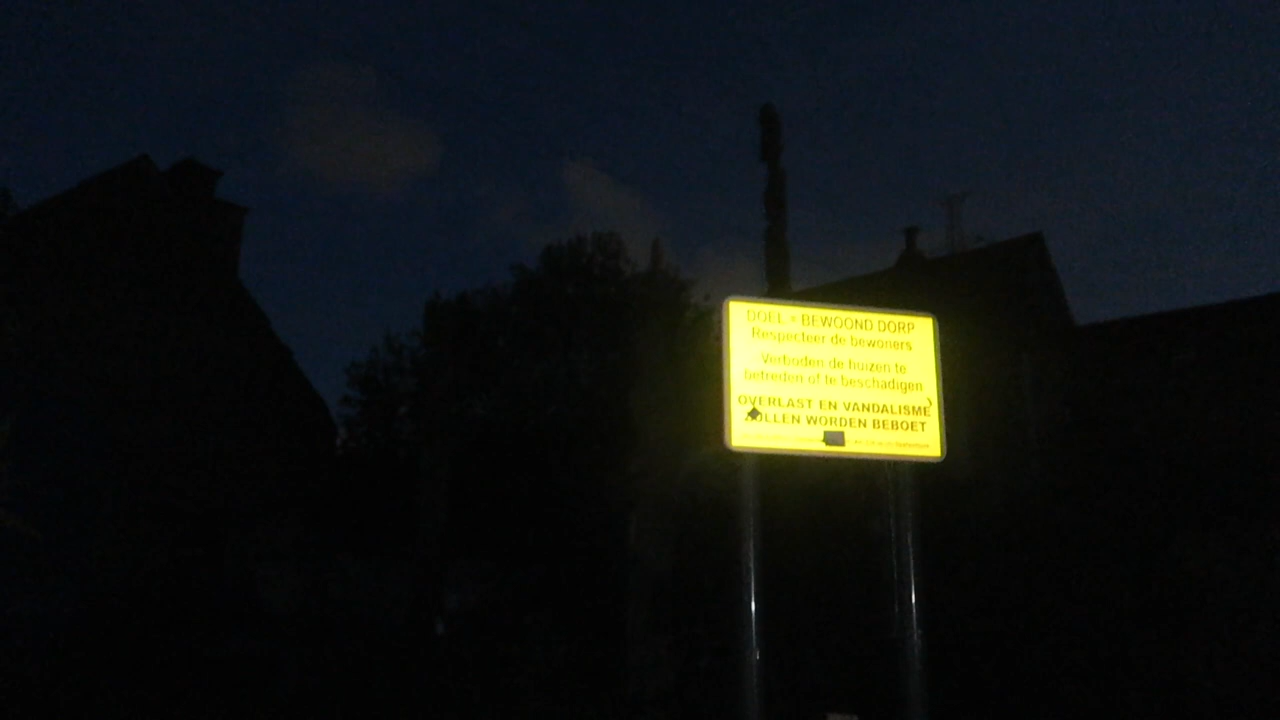 DOEL = BEWOOND DORP
Respecteer de bewoners
Verboden de huizen te
betreden of te beschadigen
OVERLAST EN VANDALISME
ZULLEN WORDEN BEBOET